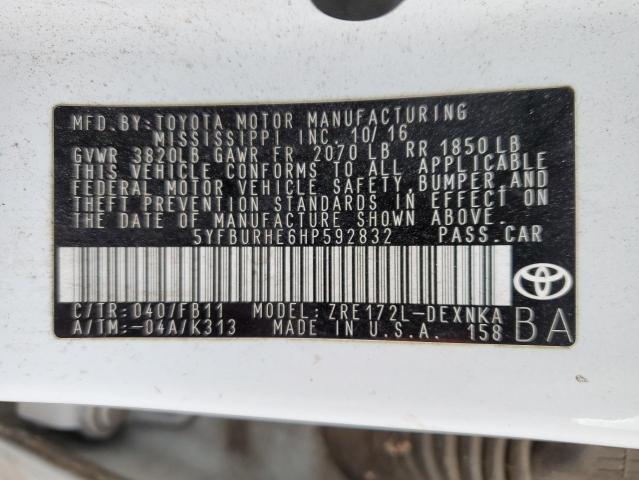 MFD.BY:TOYOTA MOTOR MANUFACTURING
MISSISSIPPI INC. 10/16
GVWR 3820LB GAWR FR 2070 LB RR 1850 LB
THIS VEHICLE CONFORMS TO ALL APPLICABLE
FEDERAL MOTOR VEHICLE SAFETY,BUMPER,AND
THEFT PREVENTION STANDARDS IN EFFECT ON
THE DATE OF MANUFACTURE SHOWN ABOVE.
5YFBURHE6HP592832 PASS.CAR
C/TR: 040/FB11 MODEL: ZRE172L-DEXNKA
A/TM:-04A/K313 MADE IN U.S.A. 158 BA